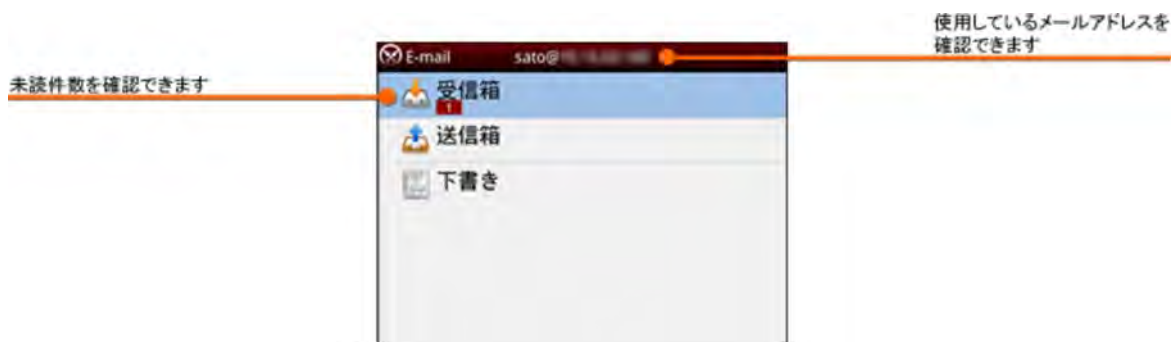 使用しているメールアドレスを
確認できます
E-mail sato@
未読件数を確認できます
受信箱
1
送信箱
下書き